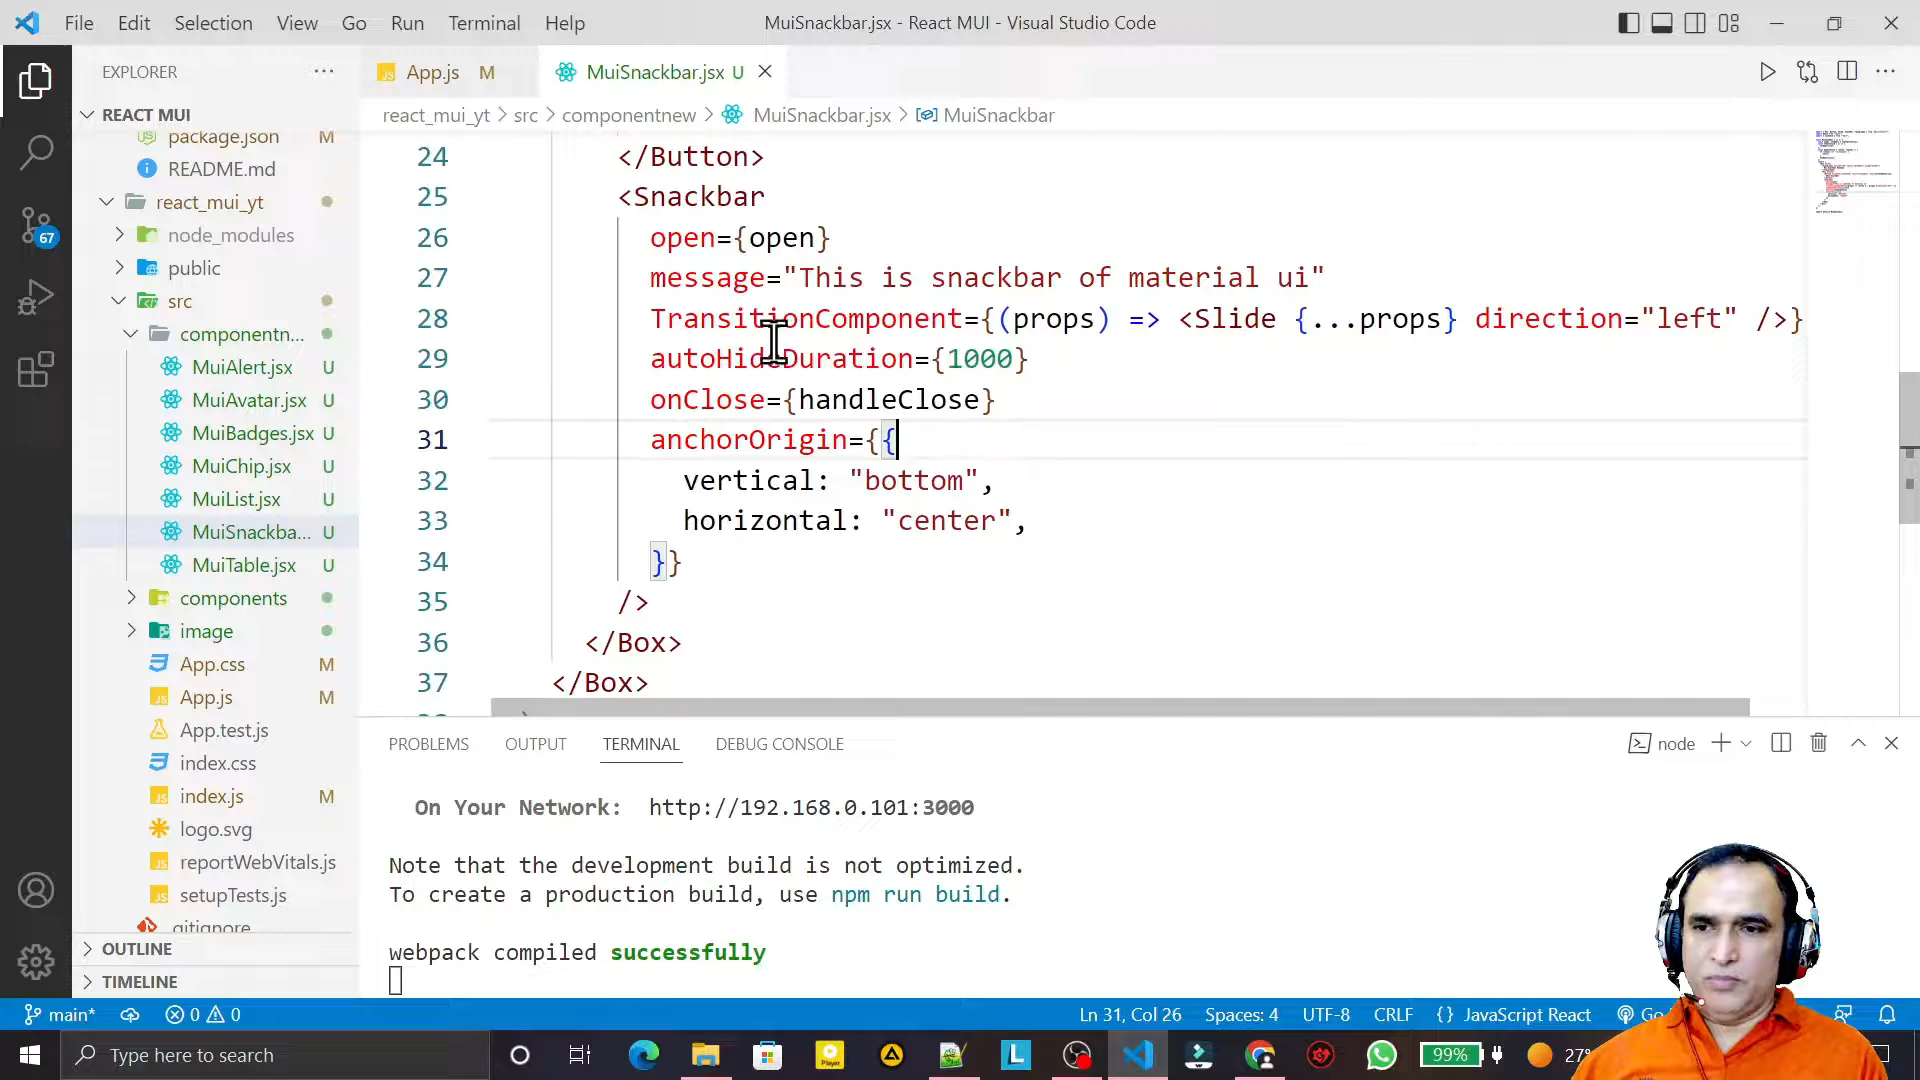 File Edit Selection View Go Run Terminal Help
MuiSnackbar.jsx - React MUI - Visual Studio Code
EXPLORER
REACT MUI
package.json M
README.md
react_mui_yt
node_modules
public
src
componentn...
MuiAlert.jsx U
MuiAvatar.jsx U
MuiBadges.jsx U
MuiChip.jsx U
MuiList.jsx U
MuiSnackba... U
MuiTable.jsx U
components
image
App.css M
App.js M
App.test.js
index.css
index.js M
logo.svg
reportWebVitals.js
setupTests.js
.gitignore
OUTLINE
TIMELINE
67
JS App.js M
MuiSnackbar.jsx U
react_mui_yt > src > componentnew > MuiSnackbar.jsx > MuiSnackbar
24 </Button>
25 <Snackbar
26 open={open}
27 message="This is snackbar of material ui"
28 TransitionComponent={(props) => <Slide {...props} direction="left" />}
29 autoHideDuration={1000}
30 onClose={handleClose}
31 anchorOrigin={{
32 vertical: "bottom",
33 horizontal: "center",
34 }}
35 />
36 </Box>
37 </Box>
PROBLEMS OUTPUT TERMINAL DEBUG CONSOLE
node
On Your Network: http://192.168.0.101:3000
Note that the development build is not optimized.
To create a production build, use npm run build.
webpack compiled successfully
main* 0 0
Ln 31, Col 26 Spaces: 4 UTF-8 CRLF {} JavaScript React Go
Type here to search
Player
L
99%
27°